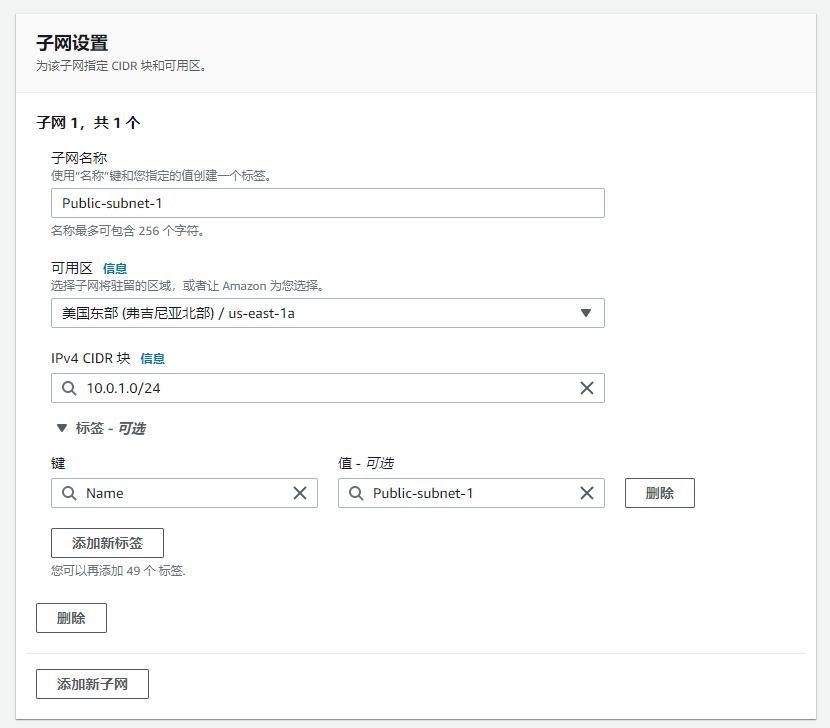 子网设置
为该子网指定 CIDR 块和可用区。
子网 1，共 1 个
子网名称
使用“名称”键和您指定的值创建一个标签。
Public-subnet-1
名称最多可包含 256 个字符。
可用区 信息
选择子网将驻留的区域，或者让 Amazon 为您选择。
美国东部 (弗吉尼亚北部) / us-east-1a
IPv4 CIDR 块 信息
10.0.1.0/24
标签 - 可选
键 值 - 可选
Name Public-subnet-1 删除
添加新标签
您可以再添加 49 个 标签.
删除
添加新子网